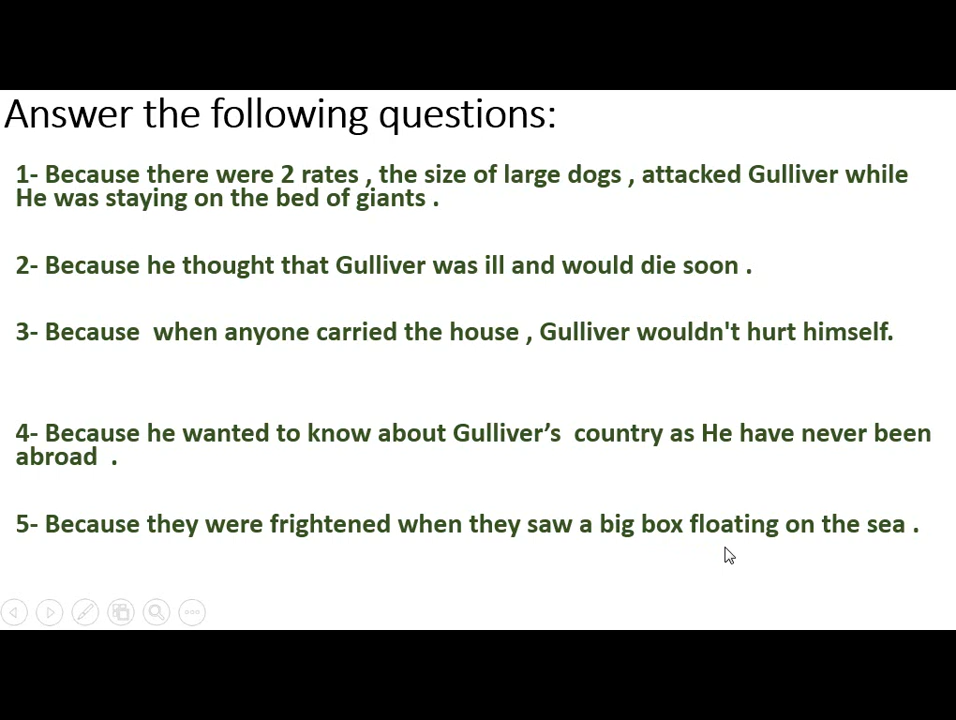 Answer the following questions:
1- Because there were 2 rates , the size of large dogs , attacked Gulliver while
He was staying on the bed of giants .
2- Because he thought that Gulliver was ill and would die soon .
3- Because  when anyone carried the house , Gulliver wouldn't hurt himself.
4- Because he wanted to know about Gulliver’s  country as He have never been
abroad  .
5- Because they were frightened when they saw a big box floating on the sea .